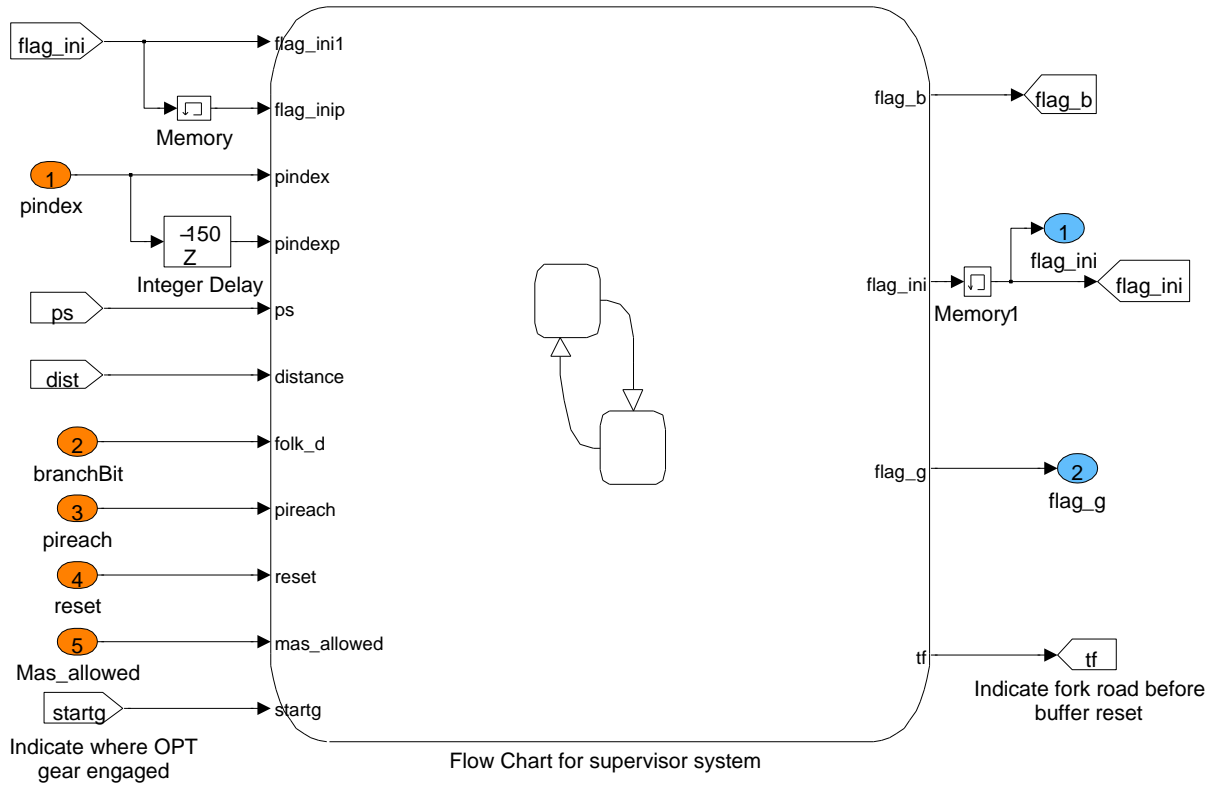 flag_ini
flag_ini1
flag_inip
Memory
1
pindex
pindex
-150
Z
pindexp
Integer Delay
ps
ps
dist
distance
2
folk_d
branchBit
3
pireach
pireach
4
reset
reset
5
mas_allowed
Mas_allowed
startg
startg
Indicate where OPT
gear engaged
flag_b
flag_b
1
flag_ini
flag_ini
flag_ini
Memory1
flag_g
2
flag_g
tf
tf
Indicate fork road before
buffer reset
Flow Chart for supervisor system